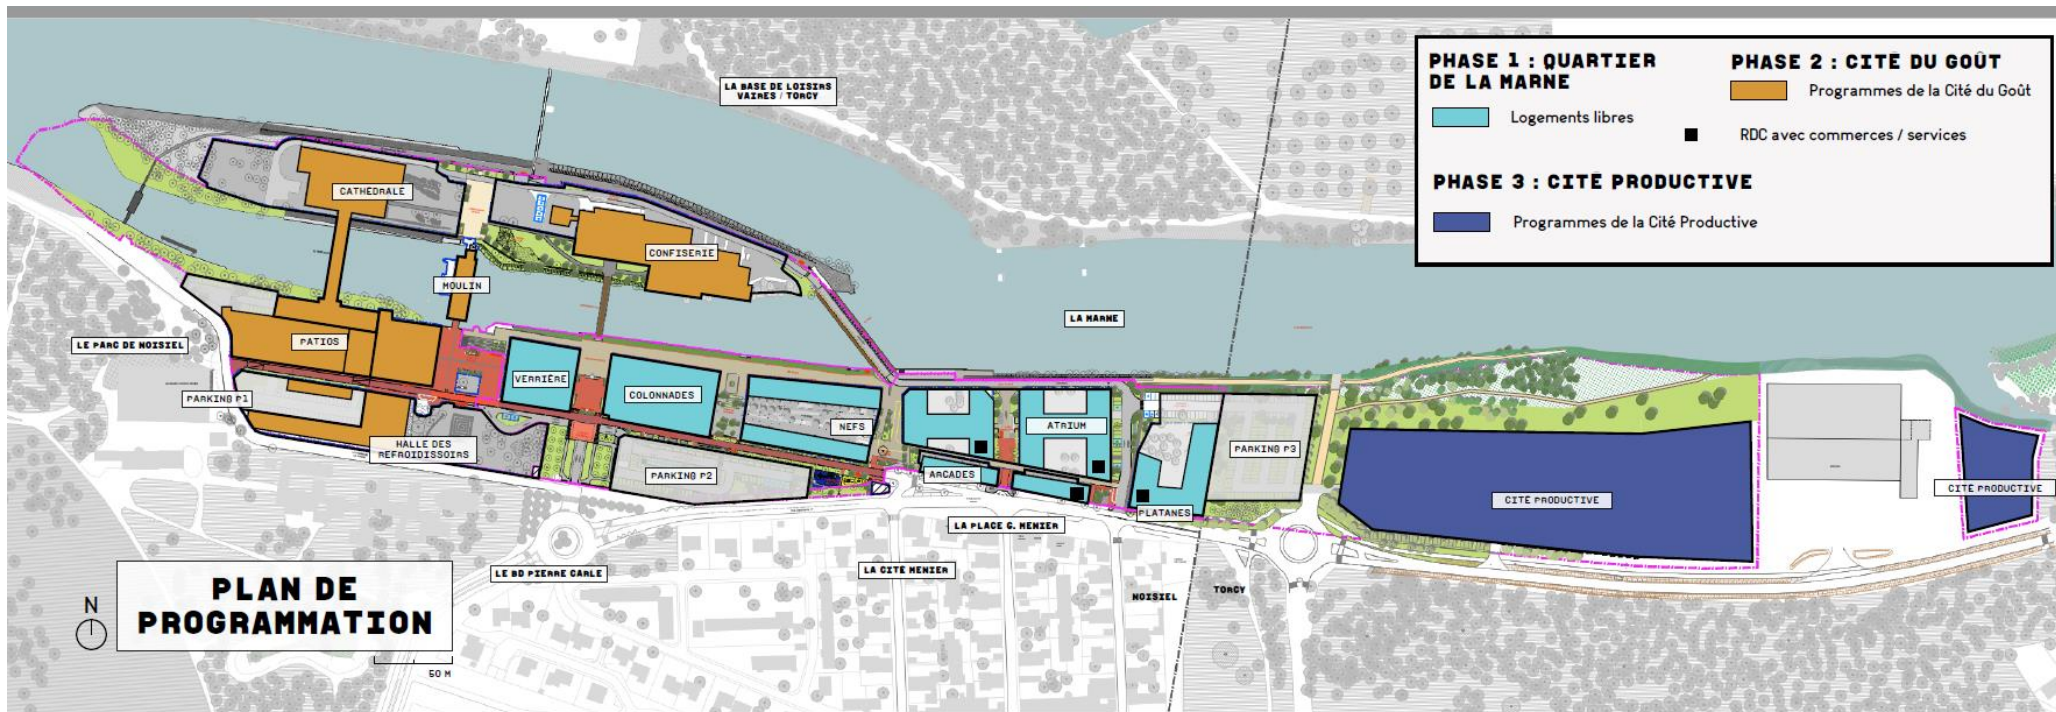 PHASE 1 : QUARTIER
DE LA MARNE
Logements libres
PHASE 2 : CITÉ DU GOÛT
Programmes de la Cité du Goût
RDC avec commerces / services
PHASE 3 : CITÉ PRODUCTIVE
Programmes de la Cité Productive
LA BASE DE LOISIRS
VAIRES / TORCY
CATHÉDRALE
CONFISERIE
MOULIN
LA MARNE
PATIOS
LE PARC DE NOISIEL
VERRIÈRE
COLONNADES
PARKING P1
NEFS
ATRIUM
HALLE DES
REFROIDISSOIRS
PARKING P2
ARCADES
PARKING P3
PLATANES
CITÉ PRODUCTIVE
CITÉ PRODUCTIVE
LA PLACE G. MENIER
LE BD PIERRE CARLE
LA CITÉ MENIER
NOISIEL
TORCY
PLAN DE
PROGRAMMATION
N
50 M